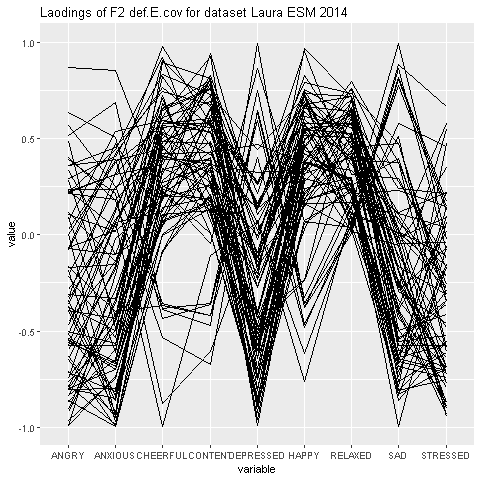 Laodings of F2 def.E.cov for dataset Laura ESM 2014
1.0
0.5
0.0
-0.5
-1.0
value
ANGRY ANXIOUS CHEERFUL CONTENT DEPRESSED HAPPY RELAXED SAD STRESSED
variable